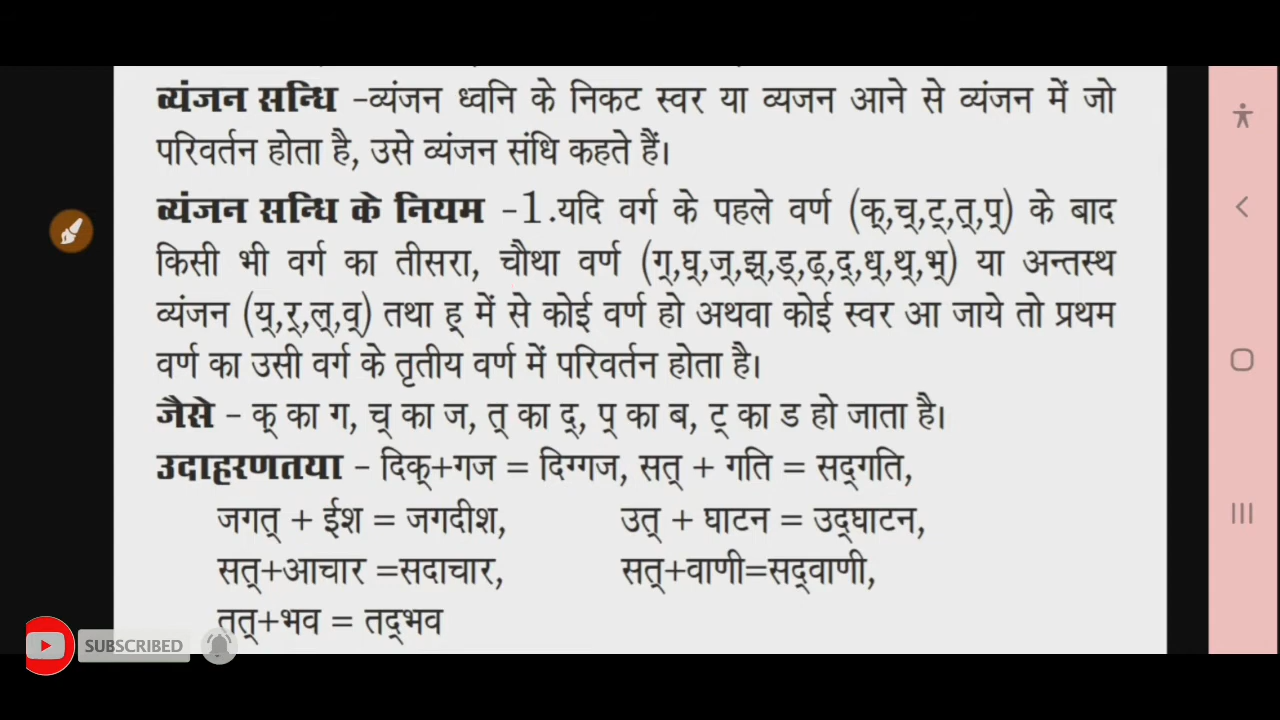 व्यंजन सन्धि -व्यंजन ध्वनि के निकट स्वर या व्यजन आने से व्यंजन में जो
परिवर्तन होता है, उसे व्यंजन संधि कहते हैं।
व्यंजन सन्धि के नियम -1.यदि वर्ग के पहले वर्ण (क्,च्,ट्,त्,प्) के बाद
किसी भी वर्ग का तीसरा, चौथा वर्ण (ग्,घ्,ज्,झ्,ड्,ढ्,द्,ध्,थ्,भ्) या अन्तस्थ
व्यंजन (य्,र्,ल्,व्) तथा ह् में से कोई वर्ण हो अथवा कोई स्वर आ जाये तो प्रथम
वर्ण का उसी वर्ग के तृतीय वर्ण में परिवर्तन होता है।
जैसे - क् का ग, च् का ज, त् का द्, प् का ब, ट् का ड हो जाता है।
उदाहरणतया - दिक्+गज = दिग्गज, सत् + गति = सद्‌गति,
जगत् + ईश = जगदीश, उत् + घाटन = उद्‌घाटन,
सत्+आचार =सदाचार, सत्+वाणी=सद्‌वाणी,
तत्+भव = तद्‌भव
SUBSCRIBED